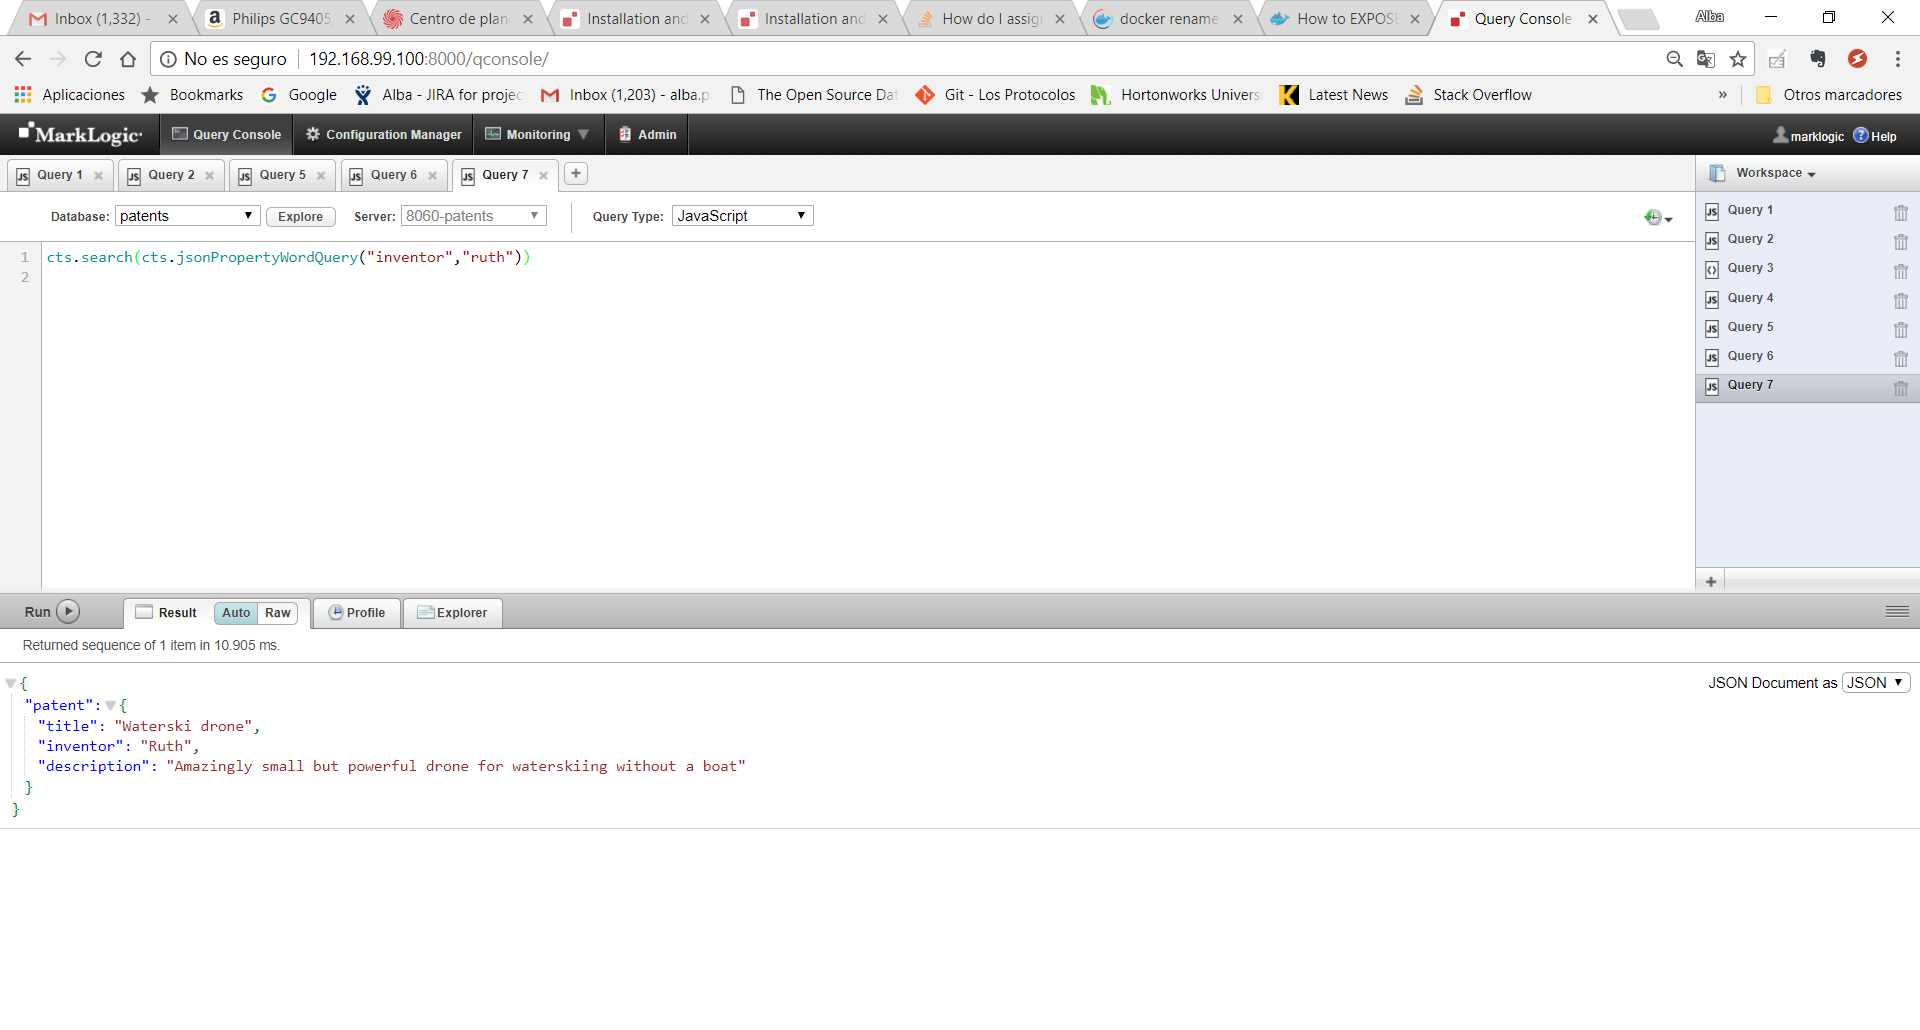 Inbox (1,332) -
Philips GC9405
Centro de plan
Installation and
Installation and
How do I assig
docker rename
How to EXPOSE
Query Console
Alba
No es seguro
192.168.99.100:8000/qconsole/
Aplicaciones
Bookmarks
Google
Alba - JIRA for projec
Inbox (1,203) - alba.p
The Open Source Dat
Git - Los Protocolos
Hortonworks Universi
Latest News
Stack Overflow
»
Otros marcadores
MarkLogic
Query Console
Configuration Manager
Monitoring
Admin
marklogic
Help
Query 1
Query 2
Query 5
Query 6
Query 7
+
Workspace
Database:
patents
Explore
Server:
8060-patents
Query Type:
JavaScript
1 cts.search(cts.jsonPropertyWordQuery("inventor","ruth"))
2
Query 1
Query 2
Query 3
Query 4
Query 5
Query 6
Query 7
+
Run
Result
Auto
Raw
Profile
Explorer
Returned sequence of 1 item in 10.905 ms.
JSON Document as JSON
{
"patent": {
"title": "Waterski drone",
"inventor": "Ruth",
"description": "Amazingly small but powerful drone for waterskiing without a boat"
}
}